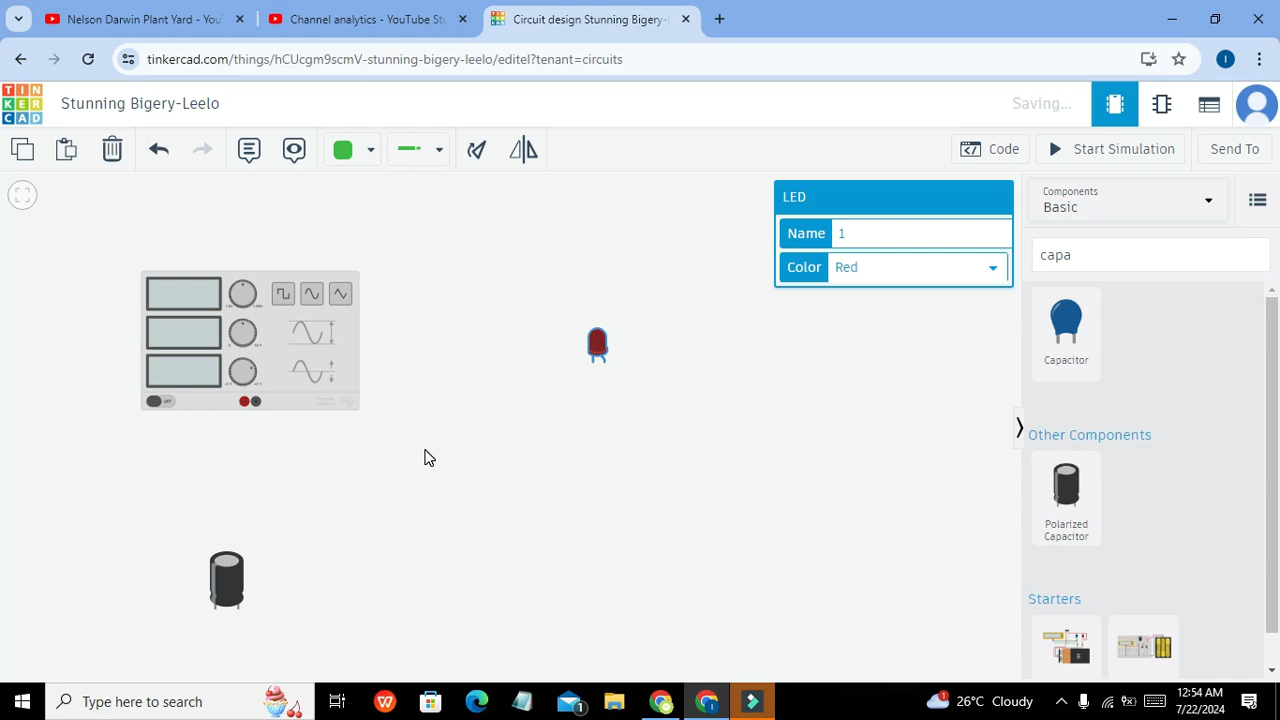 Nelson Darwin Plant Yard - You
Channel analytics - YouTube Stu
Circuit design Stunning Bigery-
tinkercad.com/things/hCUcgm9scmV-stunning-bigery-leelo/editel?tenant=circuits
I
TIN
KER
CAD
Stunning Bigery-Leelo
Saving...
Code
Start Simulation
Send To
LED
Name 1
Color Red
Components
Basic
capa
Capacitor
Other Components
Polarized
Capacitor
Starters
OFF
Type here to search
26°C Cloudy
12:54 AM
7/22/2024